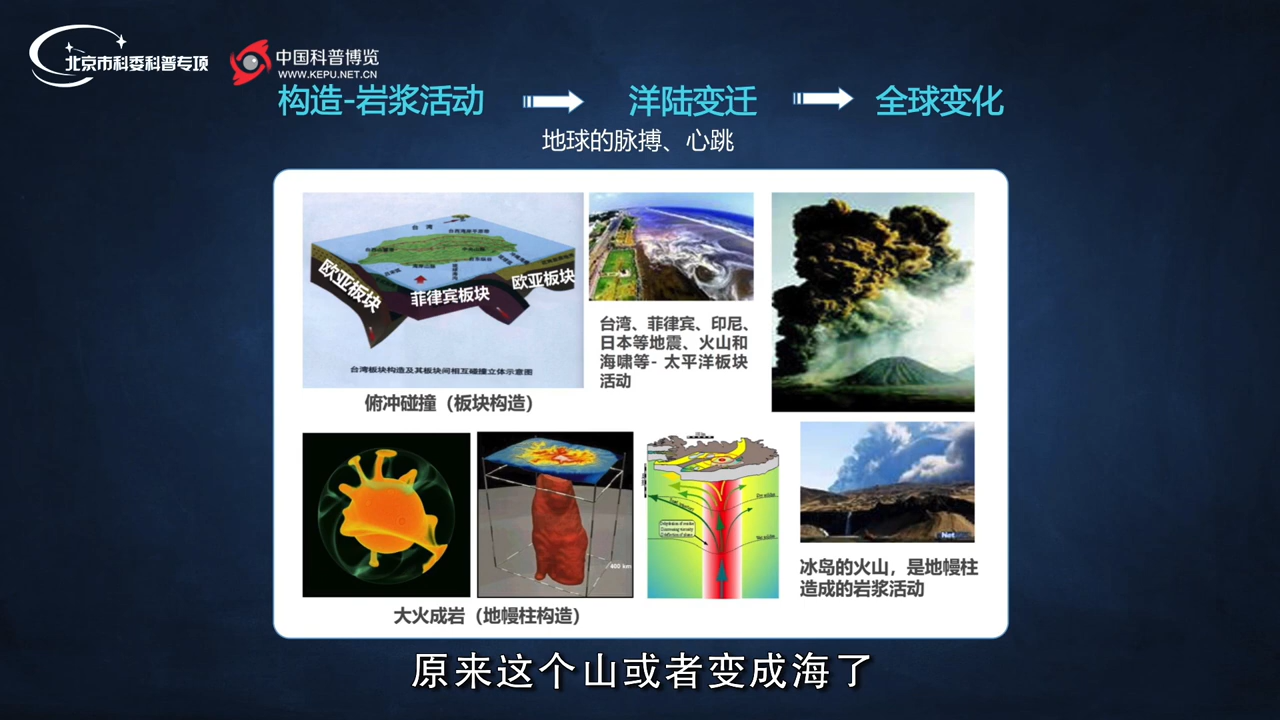 北京市科委科普专项
中国科普博览
WWW.KEPU.NET.CN
构造-岩浆活动
洋陆变迁
全球变化
地球的脉搏、心跳
台 湾
欧亚板块
菲律宾板块
欧亚板块
台湾板块构造及其板块间相互碰撞立体示意图
俯冲碰撞（板块构造）
台湾、菲律宾、印尼、
日本等地震、火山和
海啸等- 太平洋板块
活动
400 km
大火成岩（地幔柱构造）
Net
冰岛的火山，是地幔柱
造成的岩浆活动
原来这个山或者变成海了